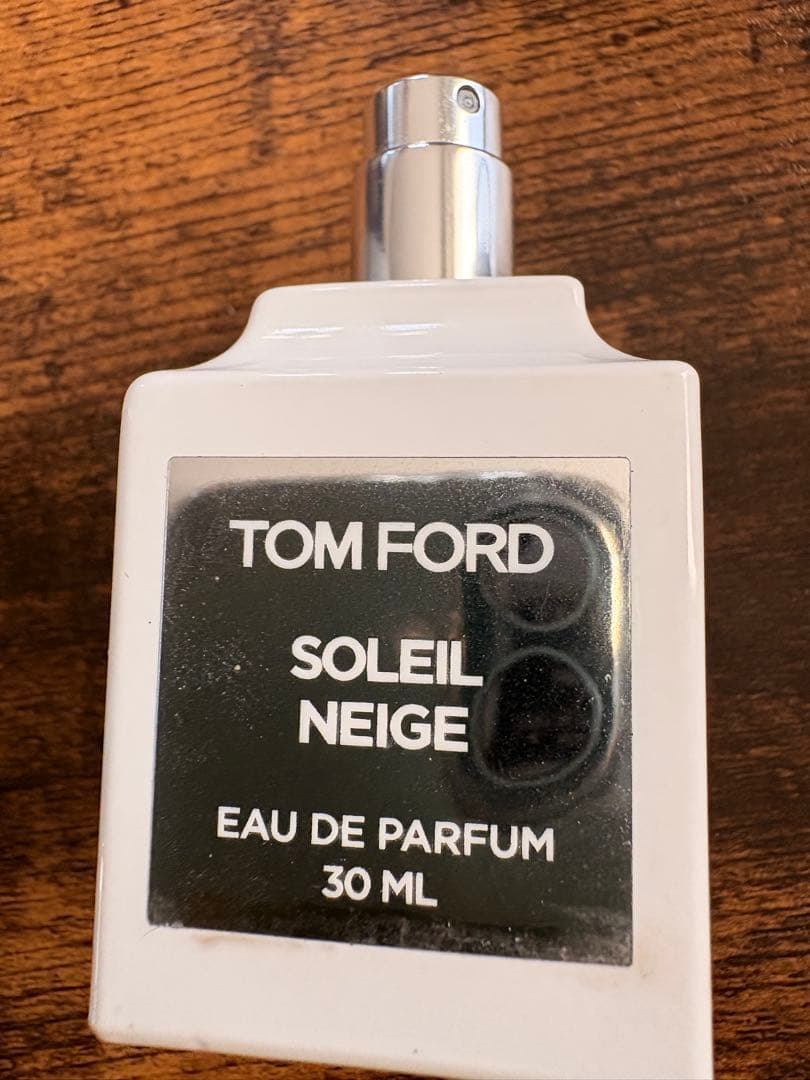 TOM FORD
SOLEIL
NEIGE
EAU DE PARFUM
30 ML